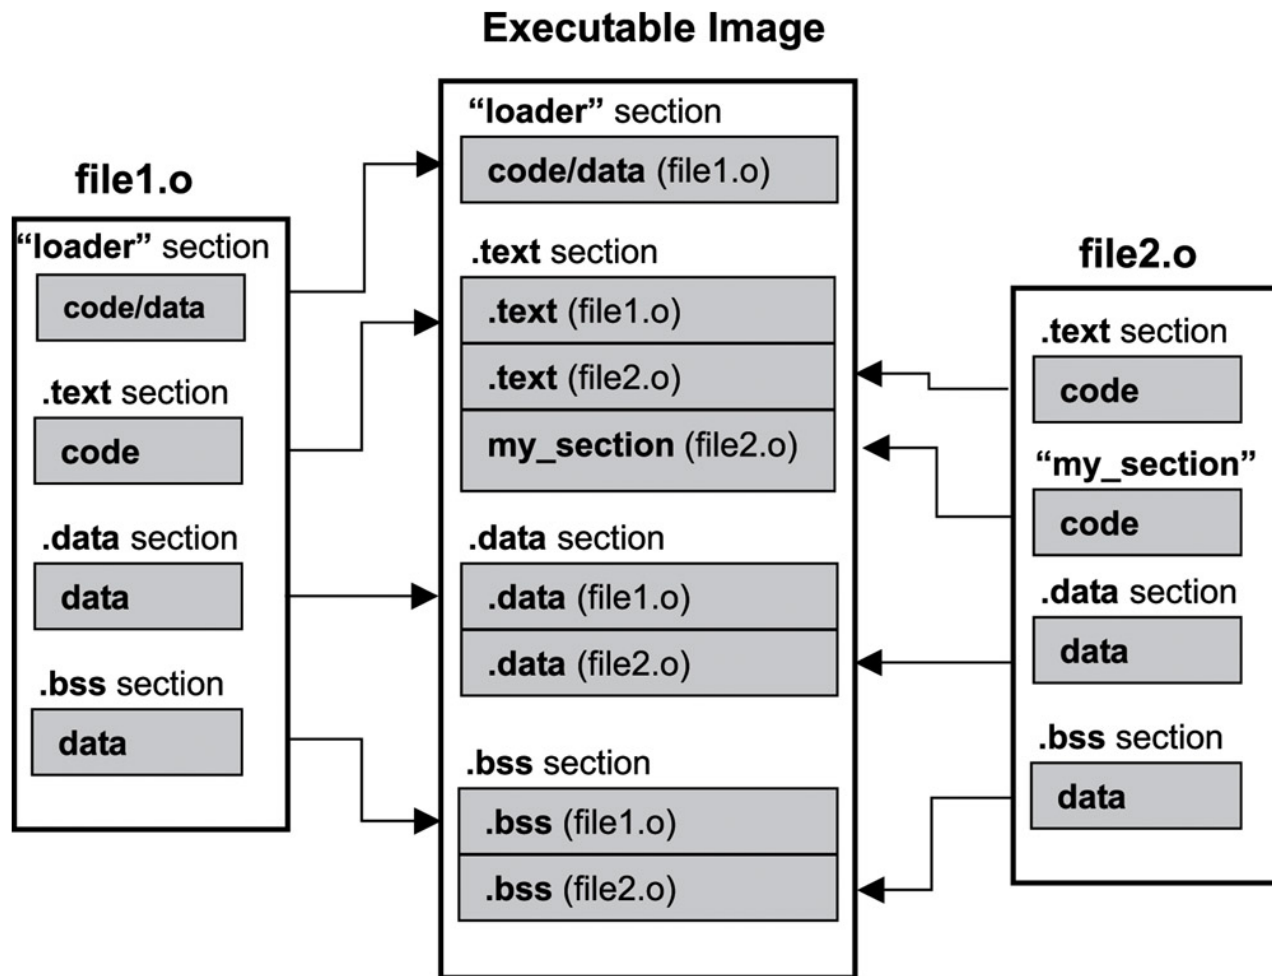 Executable Image
file1.o
“loader” section
code/data
.text section
code
.data section
data
.bss section
data
“loader” section
code/data (file1.o)
.text section
.text (file1.o)
.text (file2.o)
my_section (file2.o)
.data section
.data (file1.o)
.data (file2.o)
.bss section
.bss (file1.o)
.bss (file2.o)
file2.o
.text section
code
“my_section”
code
.data section
data
.bss section
data